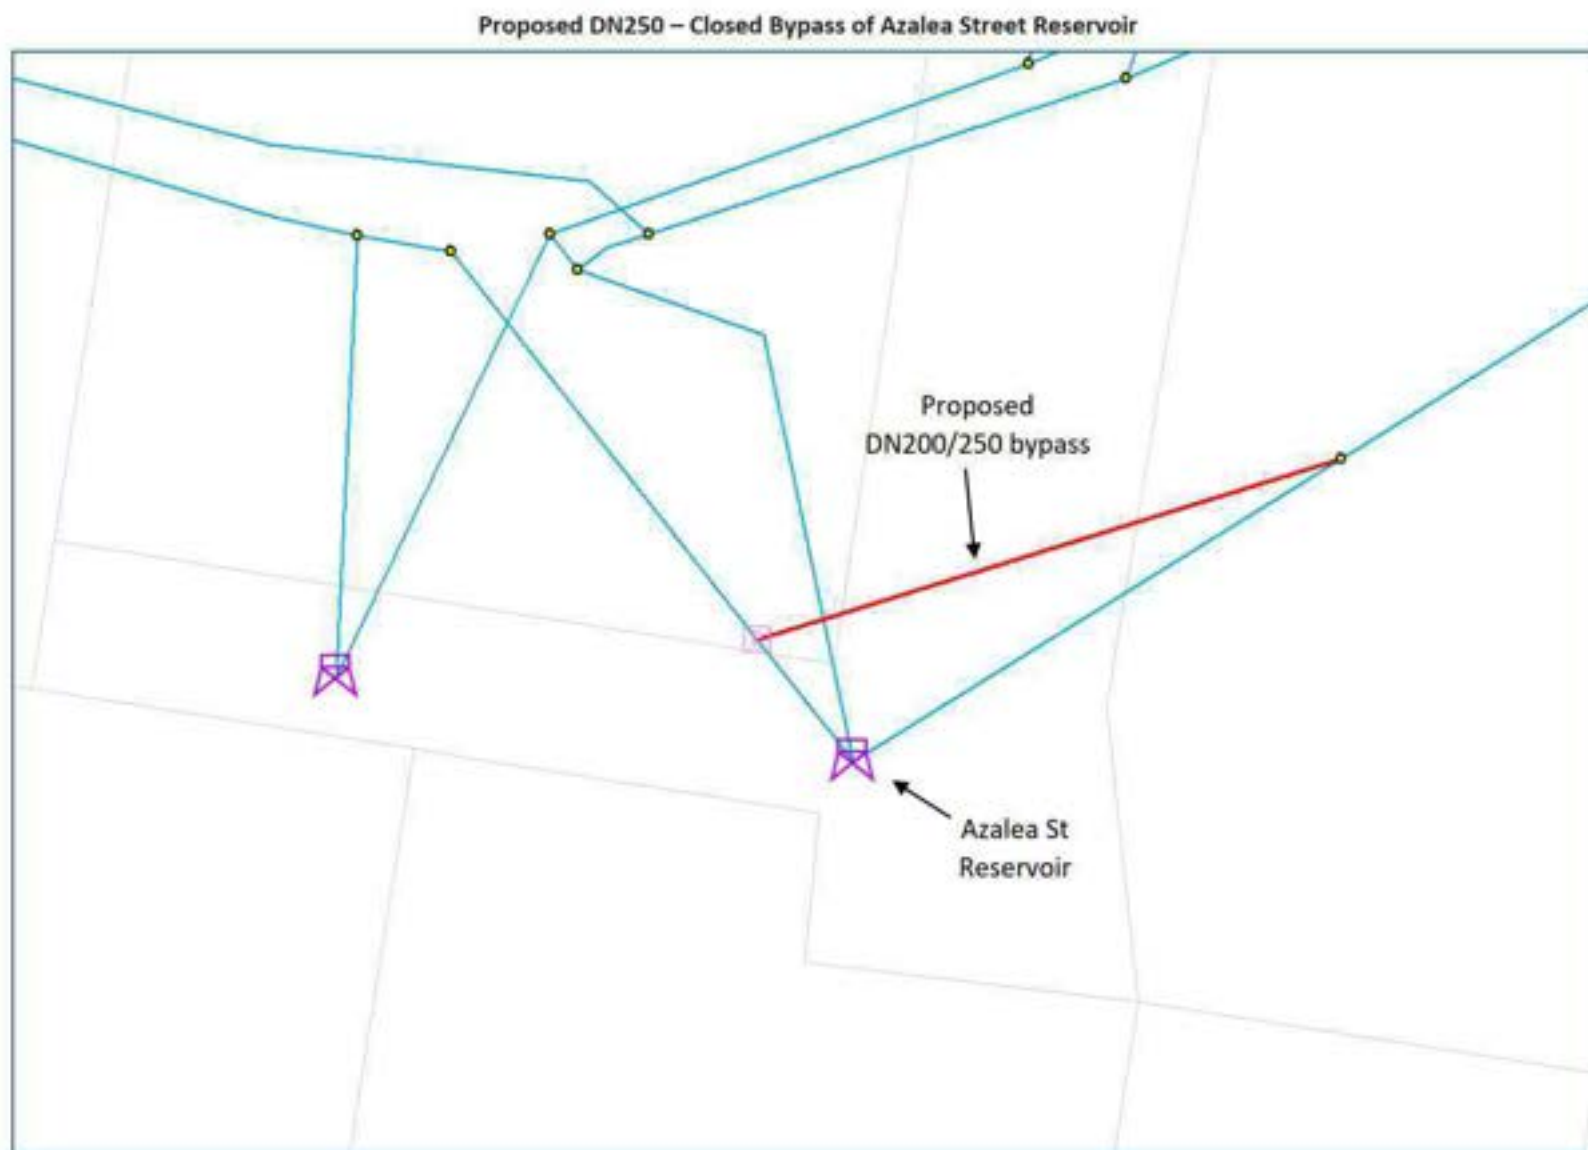 Proposed DN250 – Closed Bypass of Azalea Street Reservoir
Proposed
DN200/250 bypass
Azalea St
Reservoir